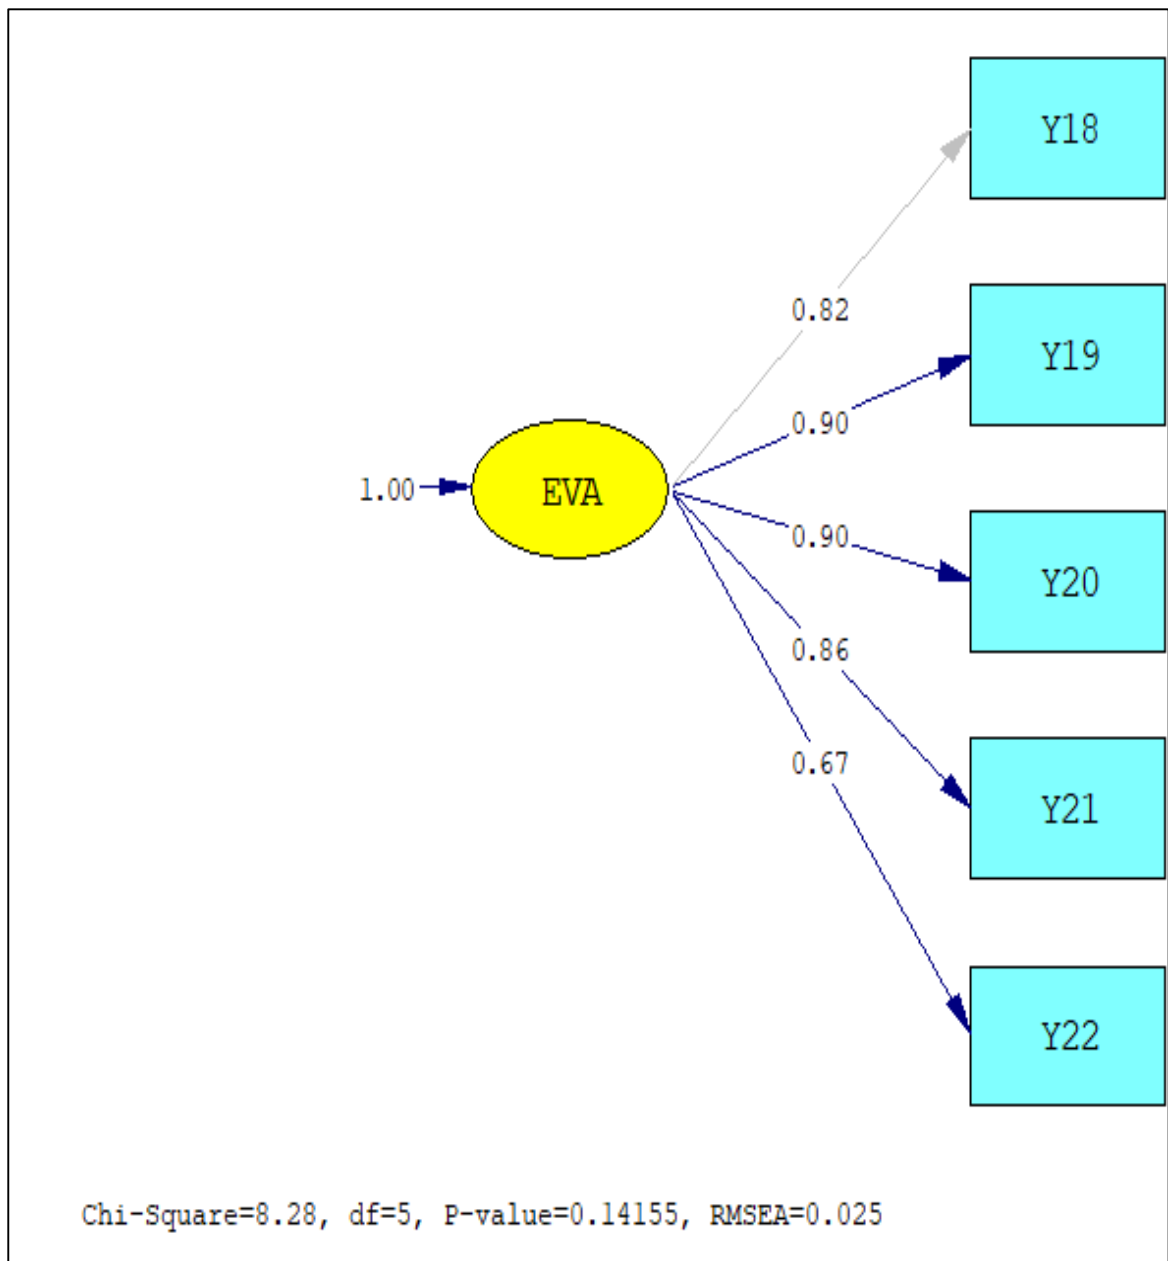 Y18
0.82
Y19
0.90
1.00
EVA
0.90
Y20
0.86
Y21
0.67
Y22
Chi-Square=8.28, df=5, P-value=0.14155, RMSEA=0.025